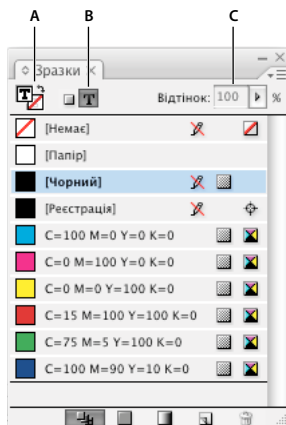 A B C
Зразки ×
T T Відтінок: 100 %
[Немає]
[Папір]
[Чорний]
[Реєстрація]
C=100 M=0 Y=0 K=0
C=0 M=100 Y=0 K=0
C=0 M=0 Y=100 K=0
C=15 M=100 Y=100 K=0
C=75 M=5 Y=100 K=0
C=100 M=90 Y=10 K=0